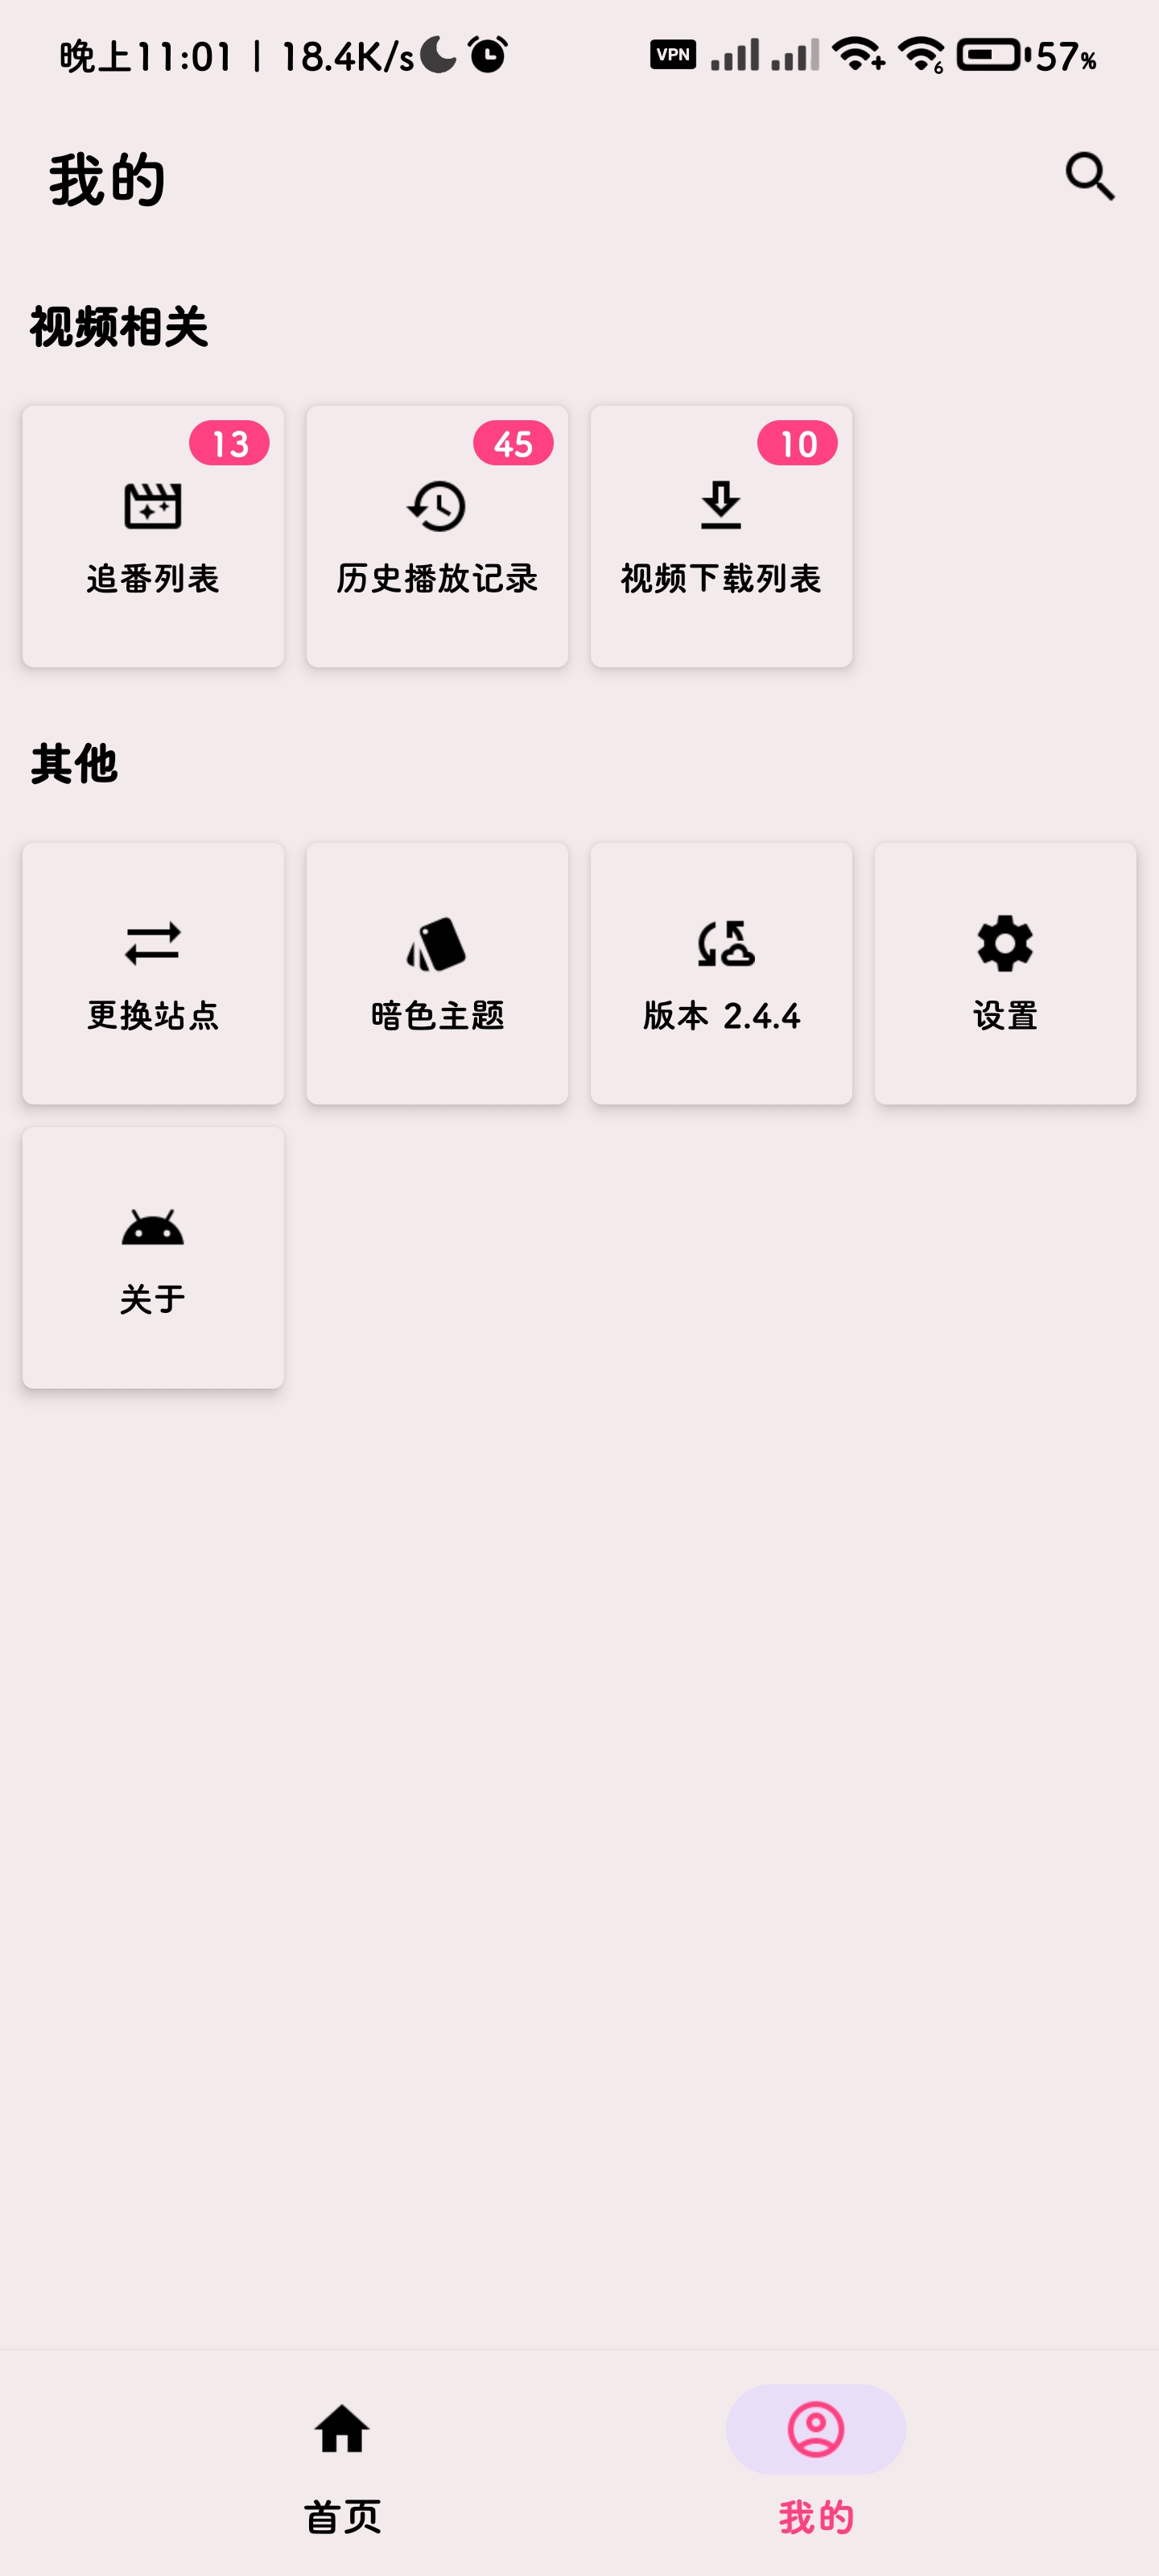 晚上11:01 | 18.4K/s VPN 6 57%
我的
视频相关
13 45 10
追番列表 历史播放记录 视频下载列表
其他
更换站点 暗色主题 版本 2.4.4 设置
关于
首页 我的